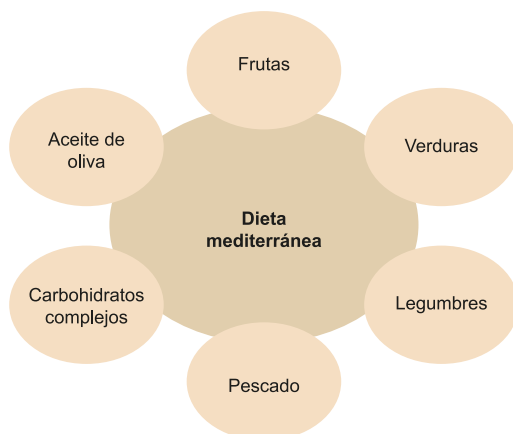 Frutas
Aceite de
oliva
Verduras
Dieta
mediterránea
Carbohidratos
complejos
Legumbres
Pescado